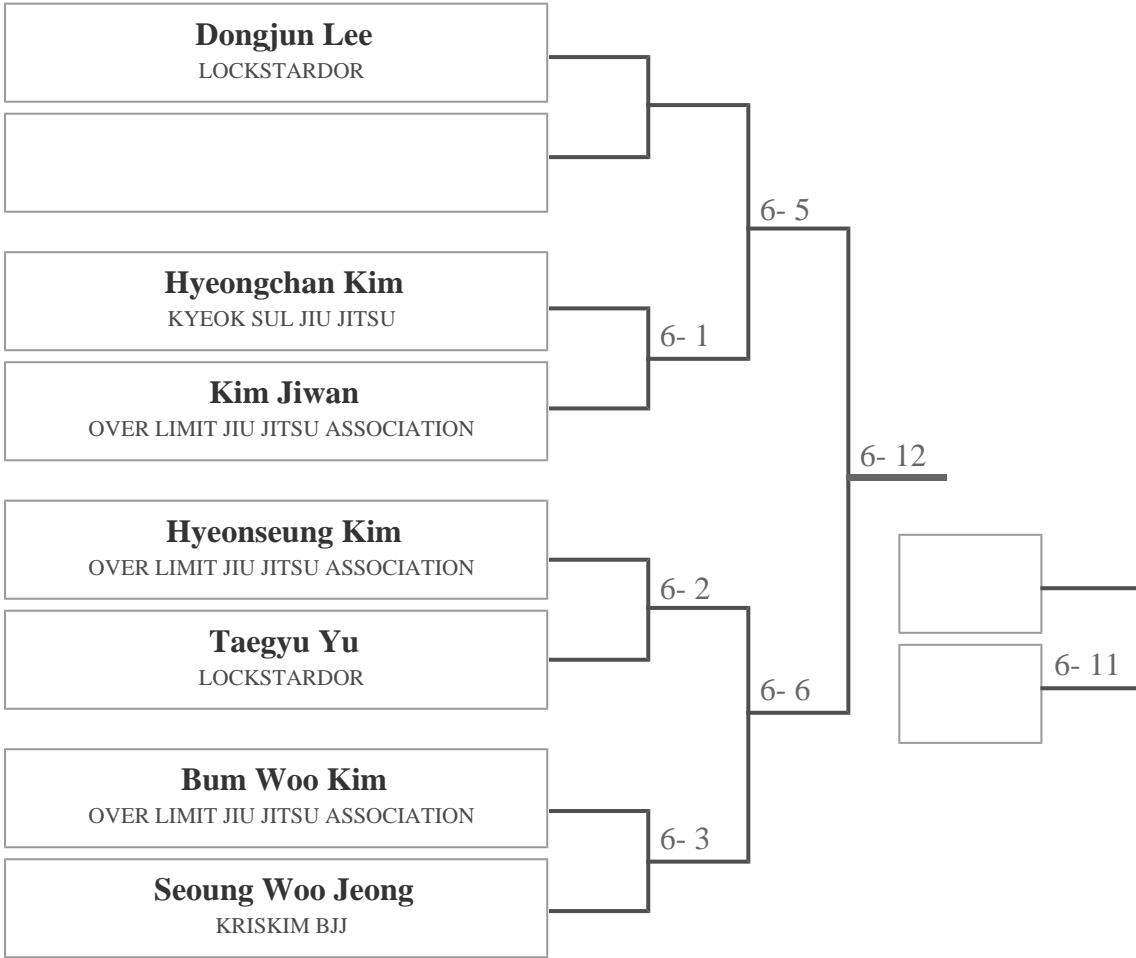 Dongjun Lee
LOCKSTARDOR
6- 5
Hyeongchan Kim
KYEOK SUL JIU JITSU
6- 1
Kim Jiwan
OVER LIMIT JIU JITSU ASSOCIATION
6- 12
Hyeonseung Kim
OVER LIMIT JIU JITSU ASSOCIATION
6- 2
Taegyu Yu
LOCKSTARDOR
6- 11
6- 6
Bum Woo Kim
OVER LIMIT JIU JITSU ASSOCIATION
6- 3
Seoung Woo Jeong
KRISKIM BJJ